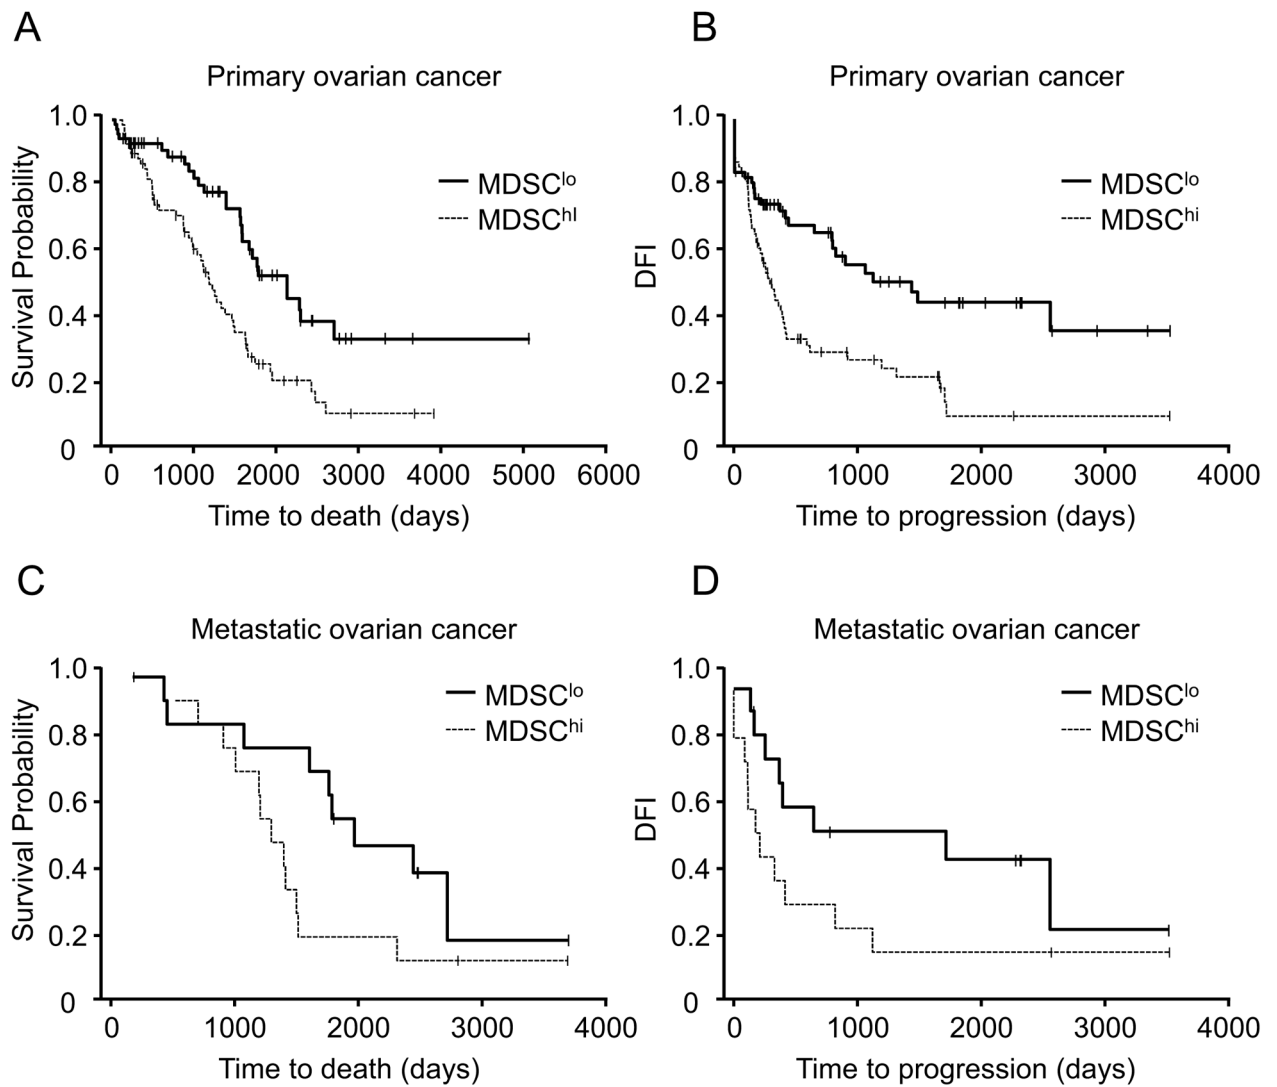 A
Primary ovarian cancer
Survival Probability
1.0
0.8
0.6
0.4
0.2
0
MDSClo
MDSChI
0 1000 2000 3000 4000 5000 6000
Time to death (days)
B
Primary ovarian cancer
DFI
1.0
0.8
0.6
0.4
0.2
0
MDSClo
MDSChi
0 1000 2000 3000 4000
Time to progression (days)
C
Metastatic ovarian cancer
Survival Probability
1.0
0.8
0.6
0.4
0.2
0
MDSClo
MDSChi
0 1000 2000 3000 4000
Time to death (days)
D
Metastatic ovarian cancer
DFI
1.0
0.8
0.6
0.4
0.2
0
MDSClo
MDSChi
0 1000 2000 3000 4000
Time to progression (days)